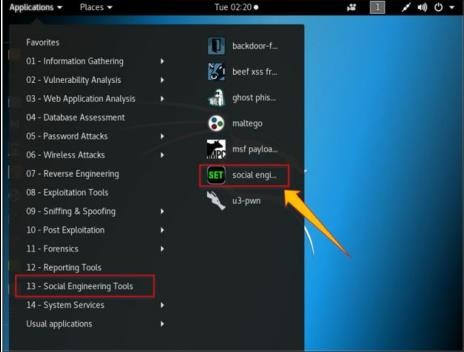 Applications ▾ Places ▾ Tue 02:20 ● 1
Favorites
01 - Information Gathering
02 - Vulnerability Analysis
03 - Web Application Analysis
04 - Database Assessment
05 - Password Attacks
06 - Wireless Attacks
07 - Reverse Engineering
08 - Exploitation Tools
09 - Sniffing & Spoofing
10 - Post Exploitation
11 - Forensics
12 - Reporting Tools
13 - Social Engineering Tools
14 - System Services
Usual applications
backdoor-f...
beef xss fr...
ghost phis...
maltego
msf payloa...
SET social engi...
u3-pwn